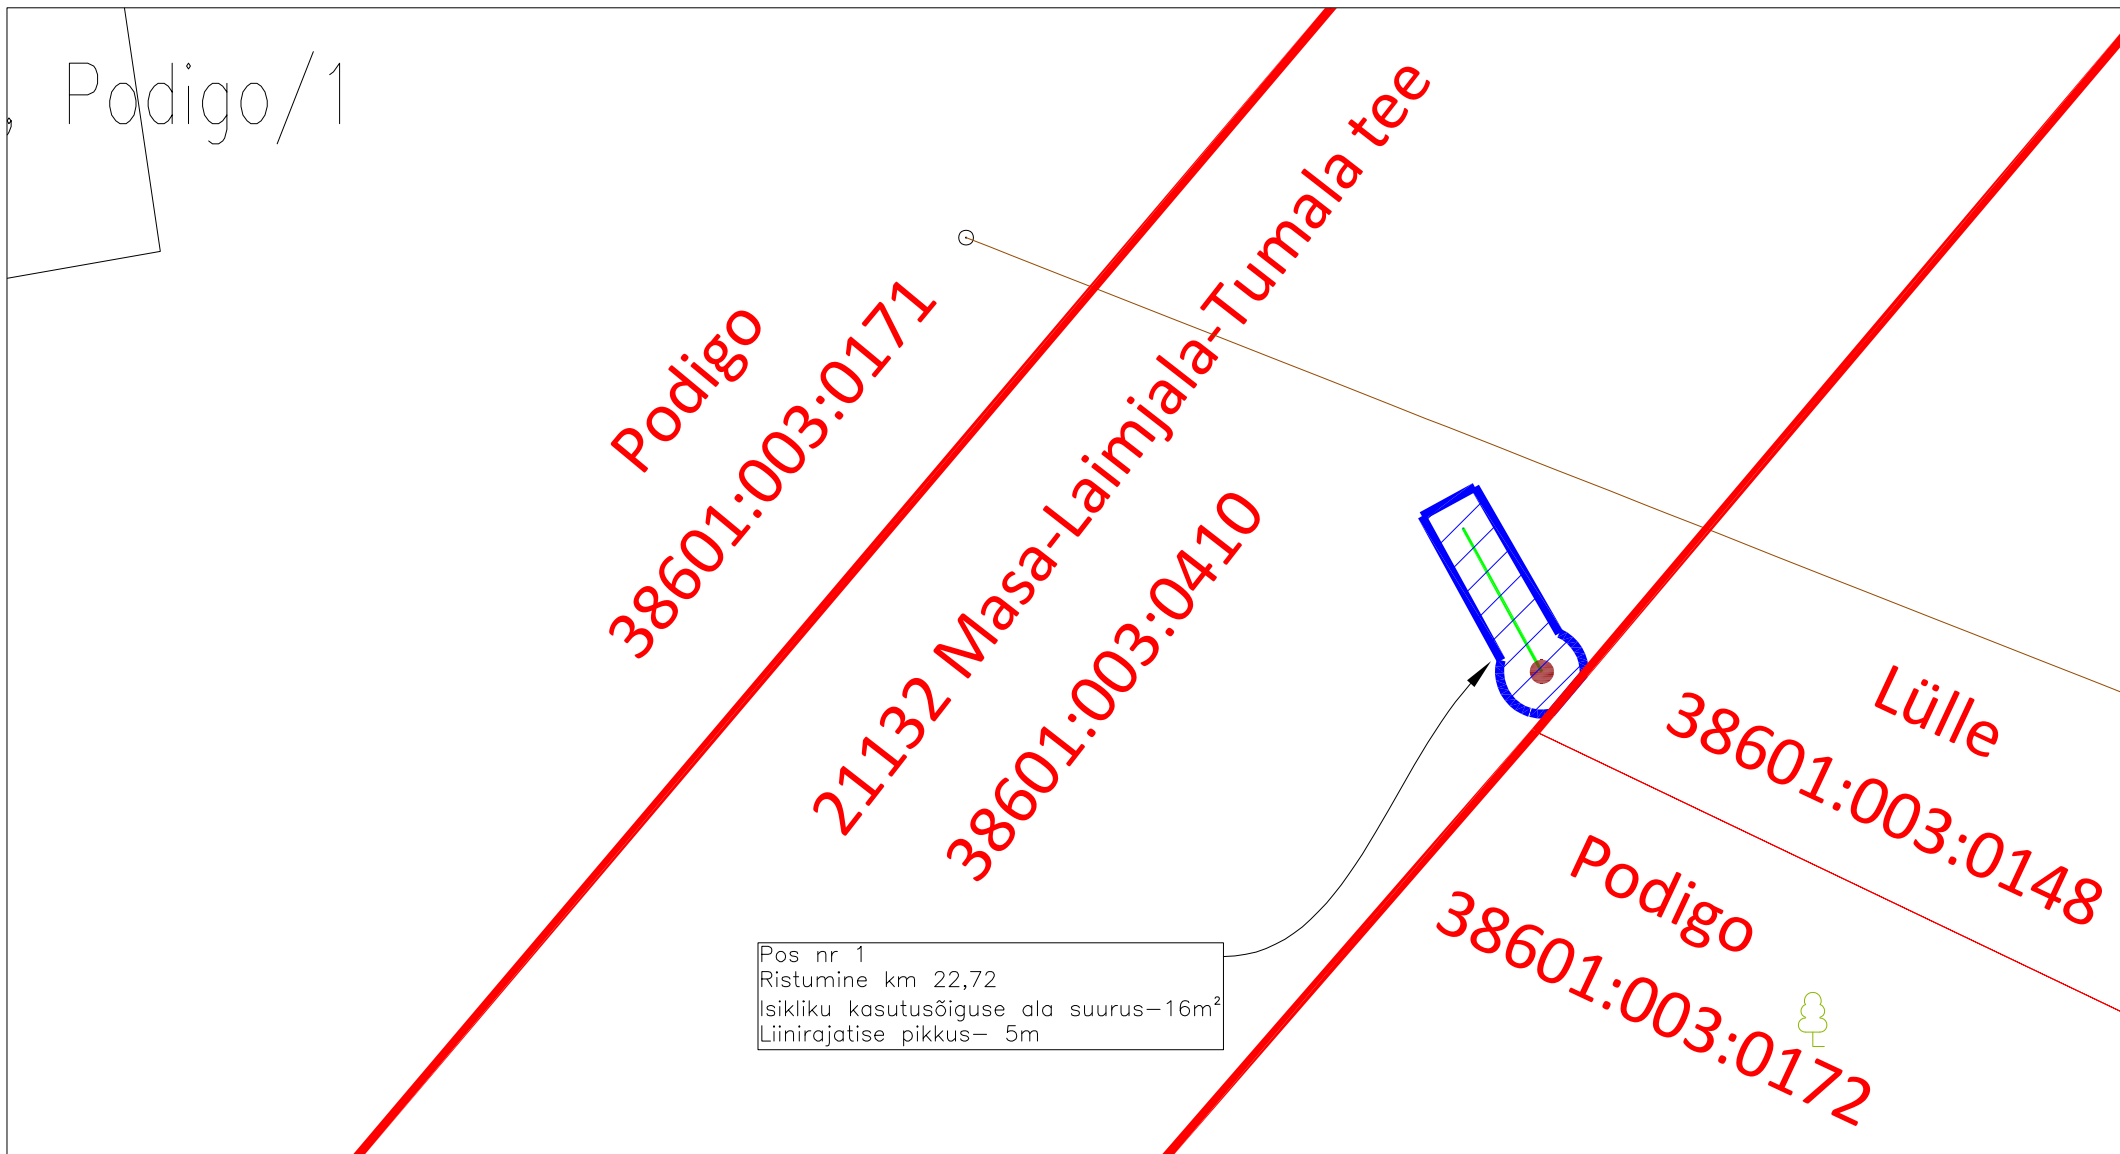 Podigo/1
Podigo
38601:003:0171
21132 Masa-Laimjala-Tumala tee
38601:003:0410
Lülle
38601:003:0148
Podigo
38601:003:0172
Pos nr 1
Ristumine km 22,72
Isikliku kasutusõiguse ala suurus-16m²
Liinirajatise pikkus- 5m